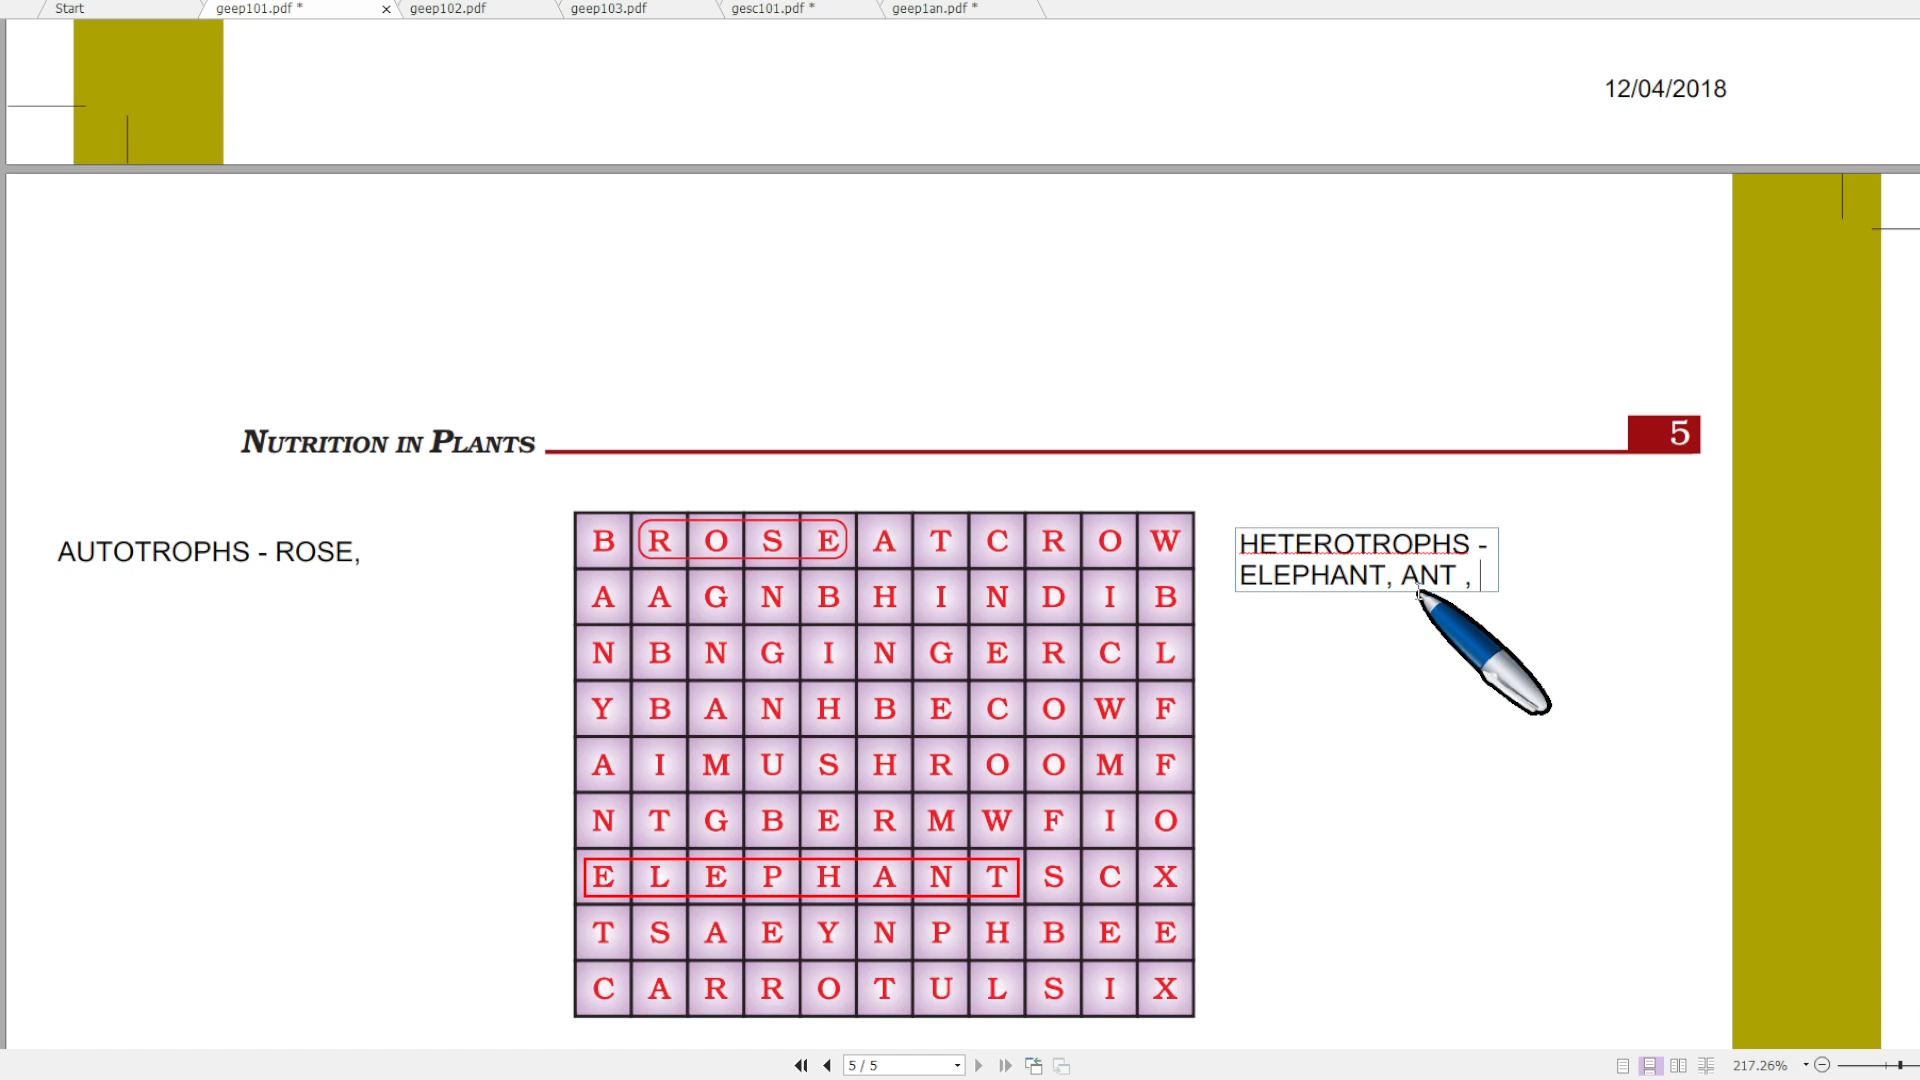 Start
geep101.pdf *
geep102.pdf
geep103.pdf
gesc101.pdf *
geep1an.pdf *
12/04/2018
NUTRITION IN PLANTS
5
AUTOTROPHS - ROSE,
B R O S E A T C R O W
A A G N B H I N D I B
N B N G I N G E R C L
Y B A N H B E C O W F
A I M U S H R O O M F
N T G B E R M W F I O
E L E P H A N T S C X
T S A E Y N P H B E E
C A R R O T U L S I X
HETEROTROPHS -
ELEPHANT, ANT ,
5 / 5
217.26%